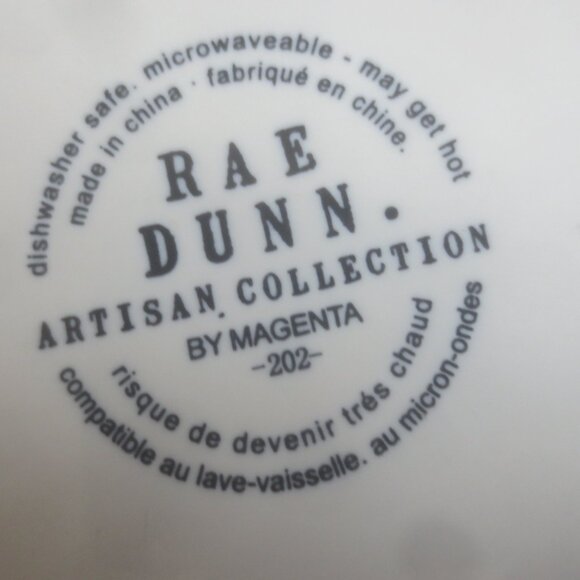 dishwasher safe. microwaveable - may get hot
made in china · fabriqué en chine.
RAE
DUNN.
ARTISAN. COLLECTION
BY MAGENTA
-202-
risque de devenir trés chaud
compatible au lave-vaisselle. au micron-ondes